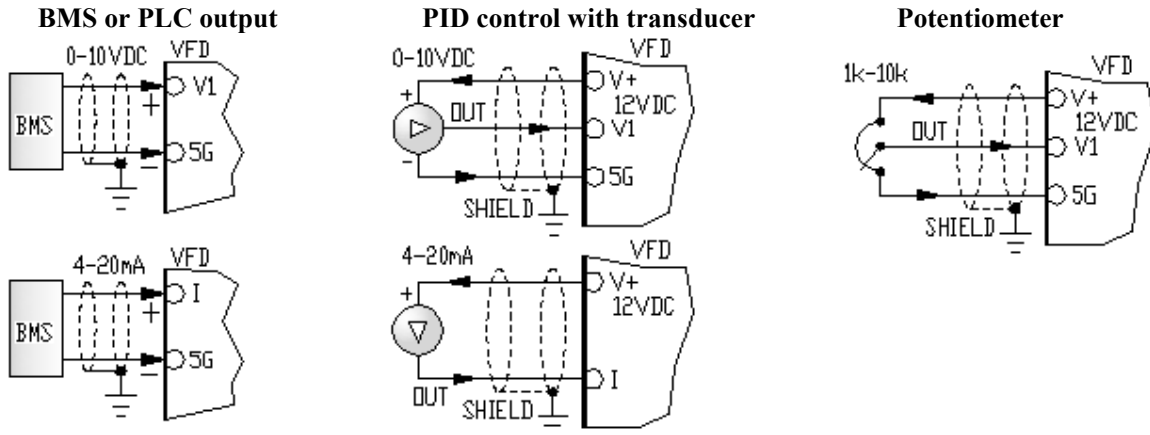 BMS or PLC output
0-10VDC
VFD
BMS
V1
+
5G
−
4-20mA
VFD
BMS
I
+
5G
−
PID control with transducer
0-10VDC
VFD
V+
12VDC
+
OUT
V1
-
5G
SHIELD
4-20mA
VFD
V+
12VDC
+
OUT
I
SHIELD
Potentiometer
VFD
1k-10k
V+
12VDC
OUT
V1
5G
SHIELD